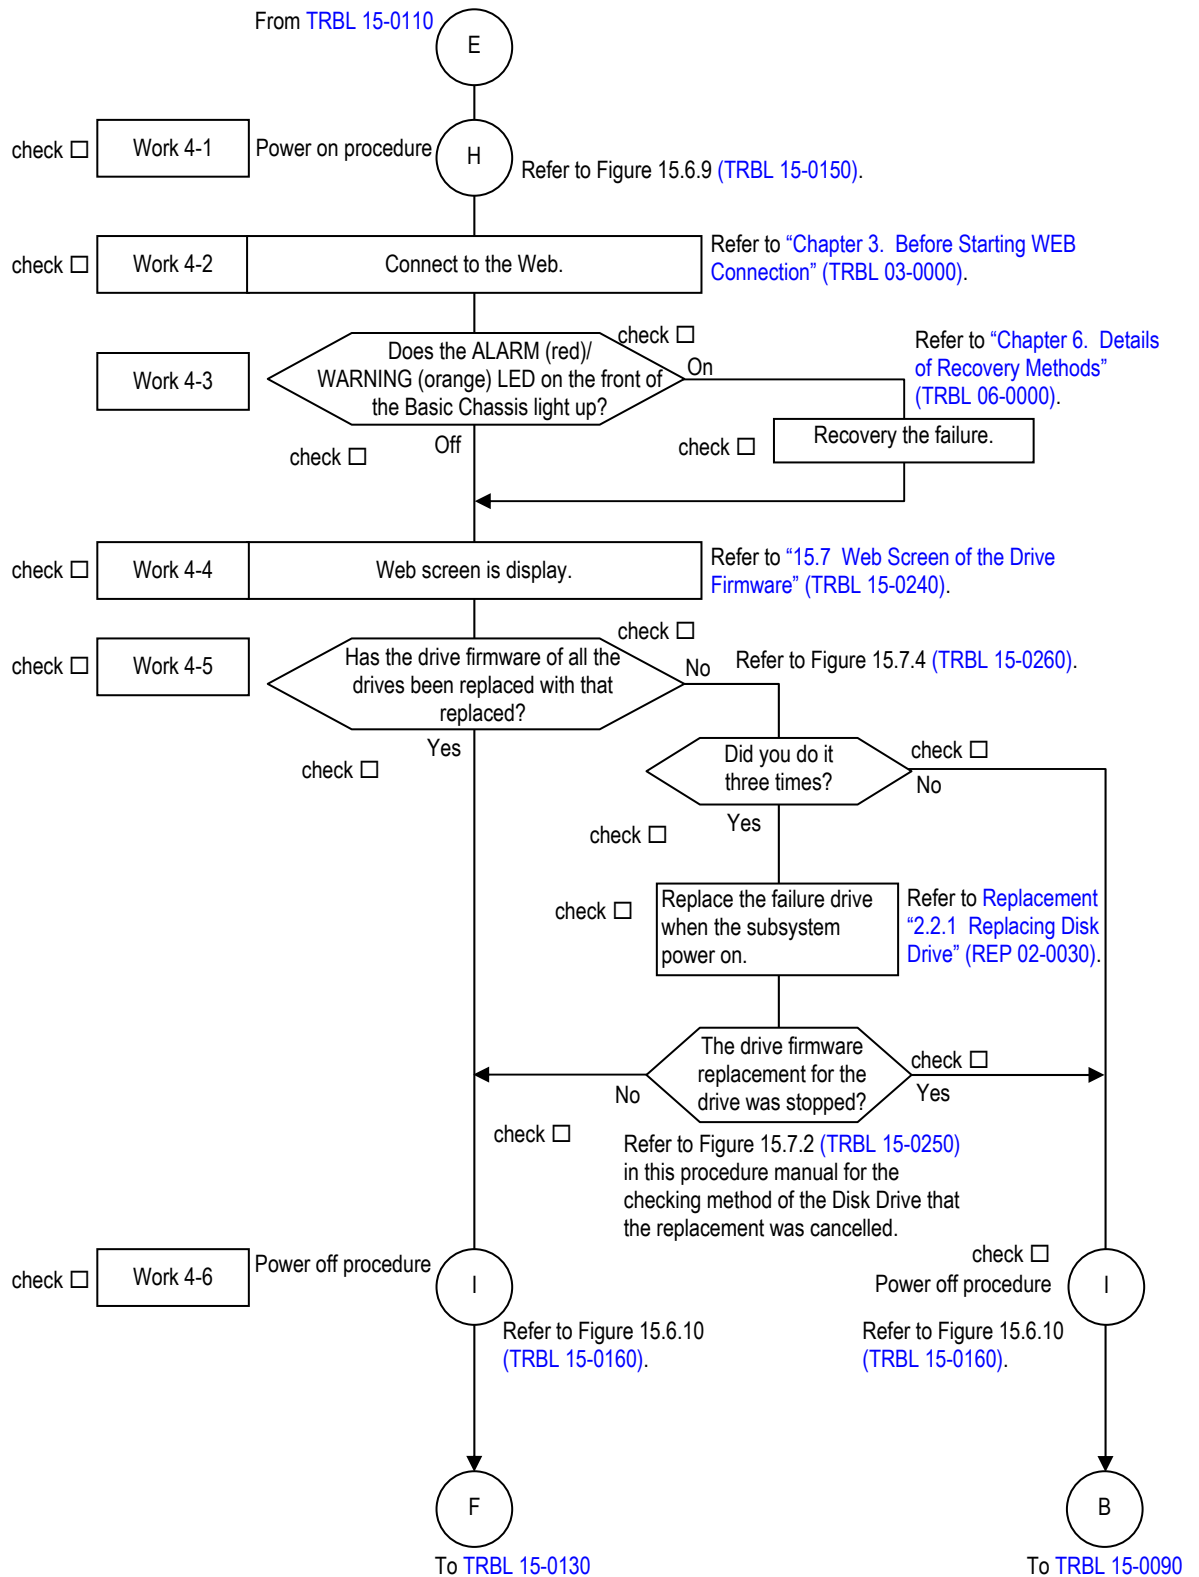 From TRBL 15-0110
E
check □
Work 4-1
Power on procedure
H
Refer to Figure 15.6.9 (TRBL 15-0150).
check □
Work 4-2
Connect to the Web.
Refer to “Chapter 3. Before Starting WEB
Connection” (TRBL 03-0000).
Work 4-3
Does the ALARM (red)/
WARNING (orange) LED on the front of
the Basic Chassis light up?
check □
On
Refer to “Chapter 6. Details
of Recovery Methods”
(TRBL 06-0000).
check □
Recovery the failure.
Off
check □
check □
Work 4-4
Web screen is display.
Refer to “15.7 Web Screen of the Drive
Firmware” (TRBL 15-0240).
check □
Work 4-5
Has the drive firmware of all the
drives been replaced with that
replaced?
check □
No
Refer to Figure 15.7.4 (TRBL 15-0260).
Yes
check □
Did you do it
three times?
check □
No
Yes
check □
check □
Replace the failure drive
when the subsystem
power on.
Refer to Replacement
“2.2.1 Replacing Disk
Drive” (REP 02-0030).
The drive firmware
replacement for the
drive was stopped?
check □
Yes
No
check □
Refer to Figure 15.7.2 (TRBL 15-0250)
in this procedure manual for the
checking method of the Disk Drive that
the replacement was cancelled.
check □
Work 4-6
Power off procedure
I
Refer to Figure 15.6.10
(TRBL 15-0160).
check □
Power off procedure
I
Refer to Figure 15.6.10
(TRBL 15-0160).
F
To TRBL 15-0130
B
To TRBL 15-0090